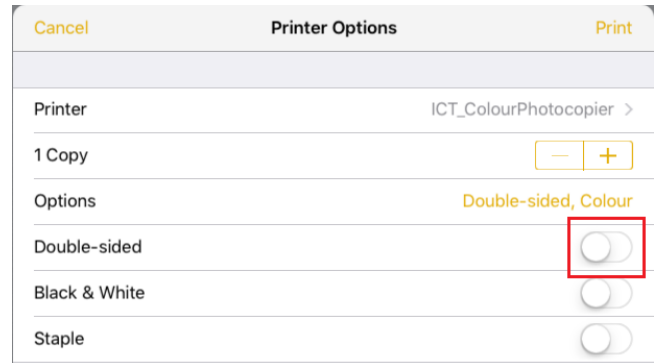 Cancel Printer Options Print
Printer ICT_ColourPhotocopier >
1 Copy − +
Options Double-sided, Colour
Double-sided
Black & White
Staple